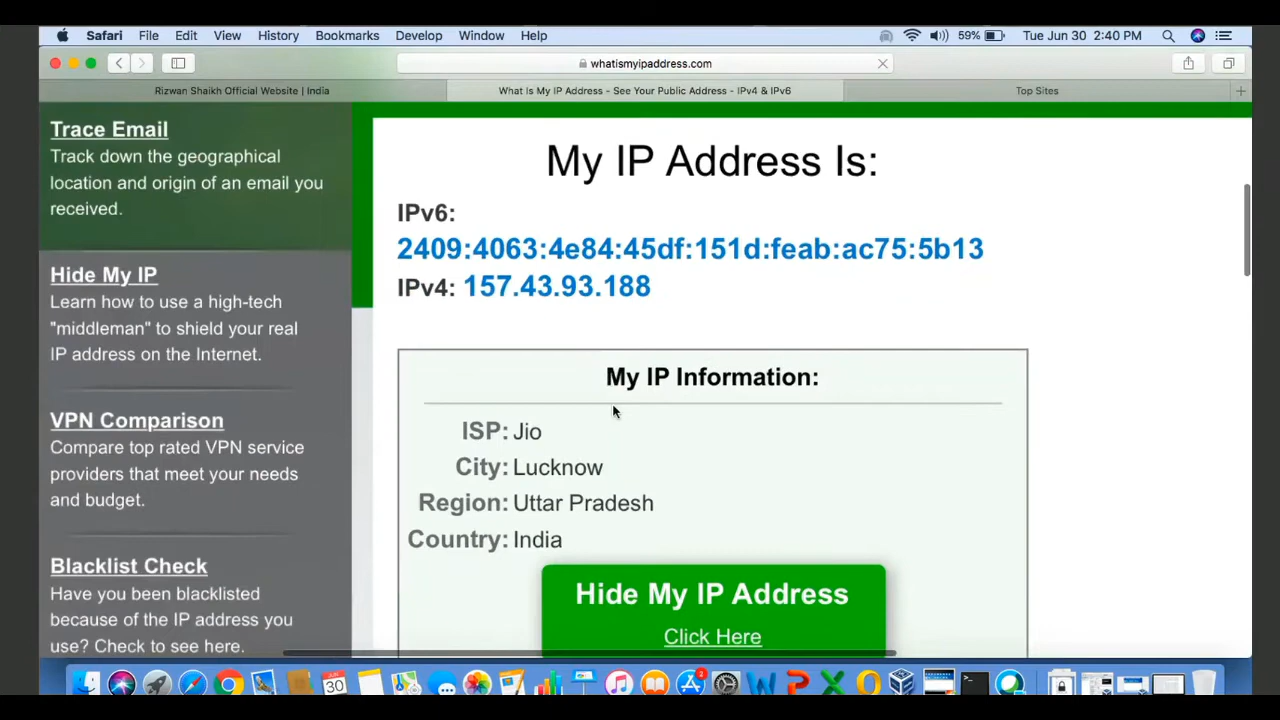 Safari File Edit View History Bookmarks Develop Window Help 59% Tue Jun 30 2:40 PM
whatismyipaddress.com
Rizwan Shaikh Official Website | India What Is My IP Address - See Your Public Address - IPv4 & IPv6 Top Sites
Trace Email
Track down the geographical
location and origin of an email you
received.
Hide My IP
Learn how to use a high-tech
"middleman" to shield your real
IP address on the Internet.
VPN Comparison
Compare top rated VPN service
providers that meet your needs
and budget.
Blacklist Check
Have you been blacklisted
because of the IP address you
use? Check to see here.
My IP Address Is:
IPv6:
2409:4063:4e84:45df:151d:feab:ac75:5b13
IPv4: 157.43.93.188
My IP Information:
ISP: Jio
City: Lucknow
Region: Uttar Pradesh
Country: India
Hide My IP Address
Click Here
30
3